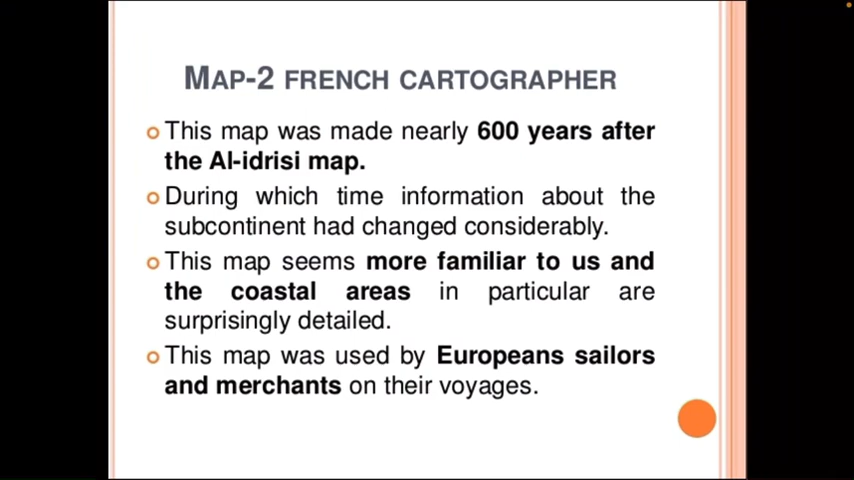 MAP-2 FRENCH CARTOGRAPHER
This map was made nearly 600 years after
the Al-idrisi map.
During which time information about the
subcontinent had changed considerably.
This map seems more familiar to us and
the coastal areas in particular are
surprisingly detailed.
This map was used by Europeans sailors
and merchants on their voyages.